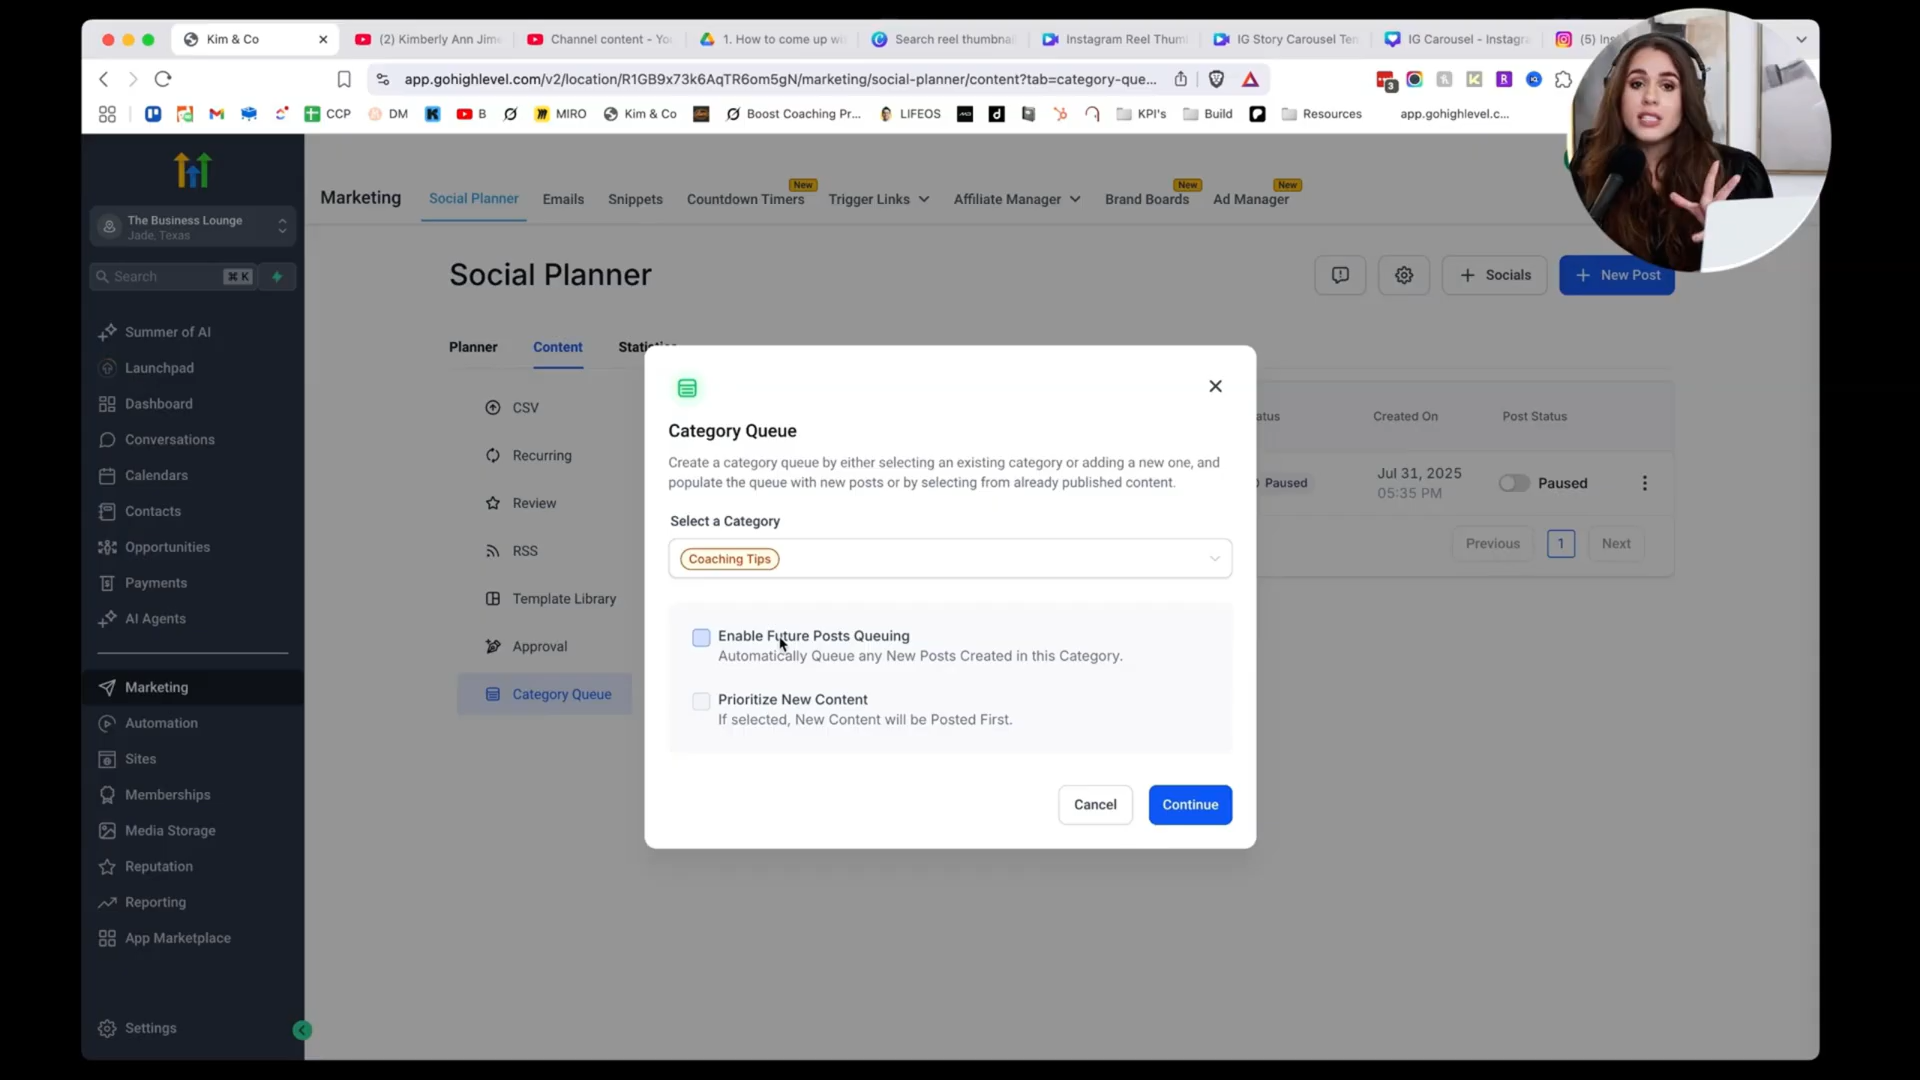 Kim & Co
(2) Kimberly Ann Jim
Channel content - Yo
1. How to come up wi
Search reel thumbnai
Instagram Reel Thum
IG Story Carousel Te
IG Carousel - Instagra
(5) Ins
app.gohighlevel.com/v2/location/R1GB9x73k6AqTR6om5gN/marketing/social-planner/content?tab=category-que...
3
CCP
DM
B
MIRO
Kim & Co
Boost Coaching Pr...
LIFEOS
KPI's
Build
Resources
app.gohighlevel.c...
The Business Lounge
Jade, Texas
Search
⌘ K
Summer of AI
Launchpad
Dashboard
Conversations
Calendars
Contacts
Opportunities
Payments
AI Agents
Marketing
Automation
Sites
Memberships
Media Storage
Reputation
Reporting
App Marketplace
Settings
Marketing
Social Planner
Emails
Snippets
Countdown Timers
New
Trigger Links
Affiliate Manager
Brand Boards
New
Ad Manager
New
Social Planner
+ Socials
+ New Post
Planner
Content
Statistics
CSV
Recurring
Review
RSS
Template Library
Approval
Category Queue
atus
Created On
Post Status
Paused
Jul 31, 2025
05:35 PM
Paused
Previous
1
Next
Category Queue
Create a category queue by either selecting an existing category or adding a new one, and
populate the queue with new posts or by selecting from already published content.
Select a Category
Coaching Tips
Enable Future Posts Queuing
Automatically Queue any New Posts Created in this Category.
Prioritize New Content
If selected, New Content will be Posted First.
Cancel
Continue